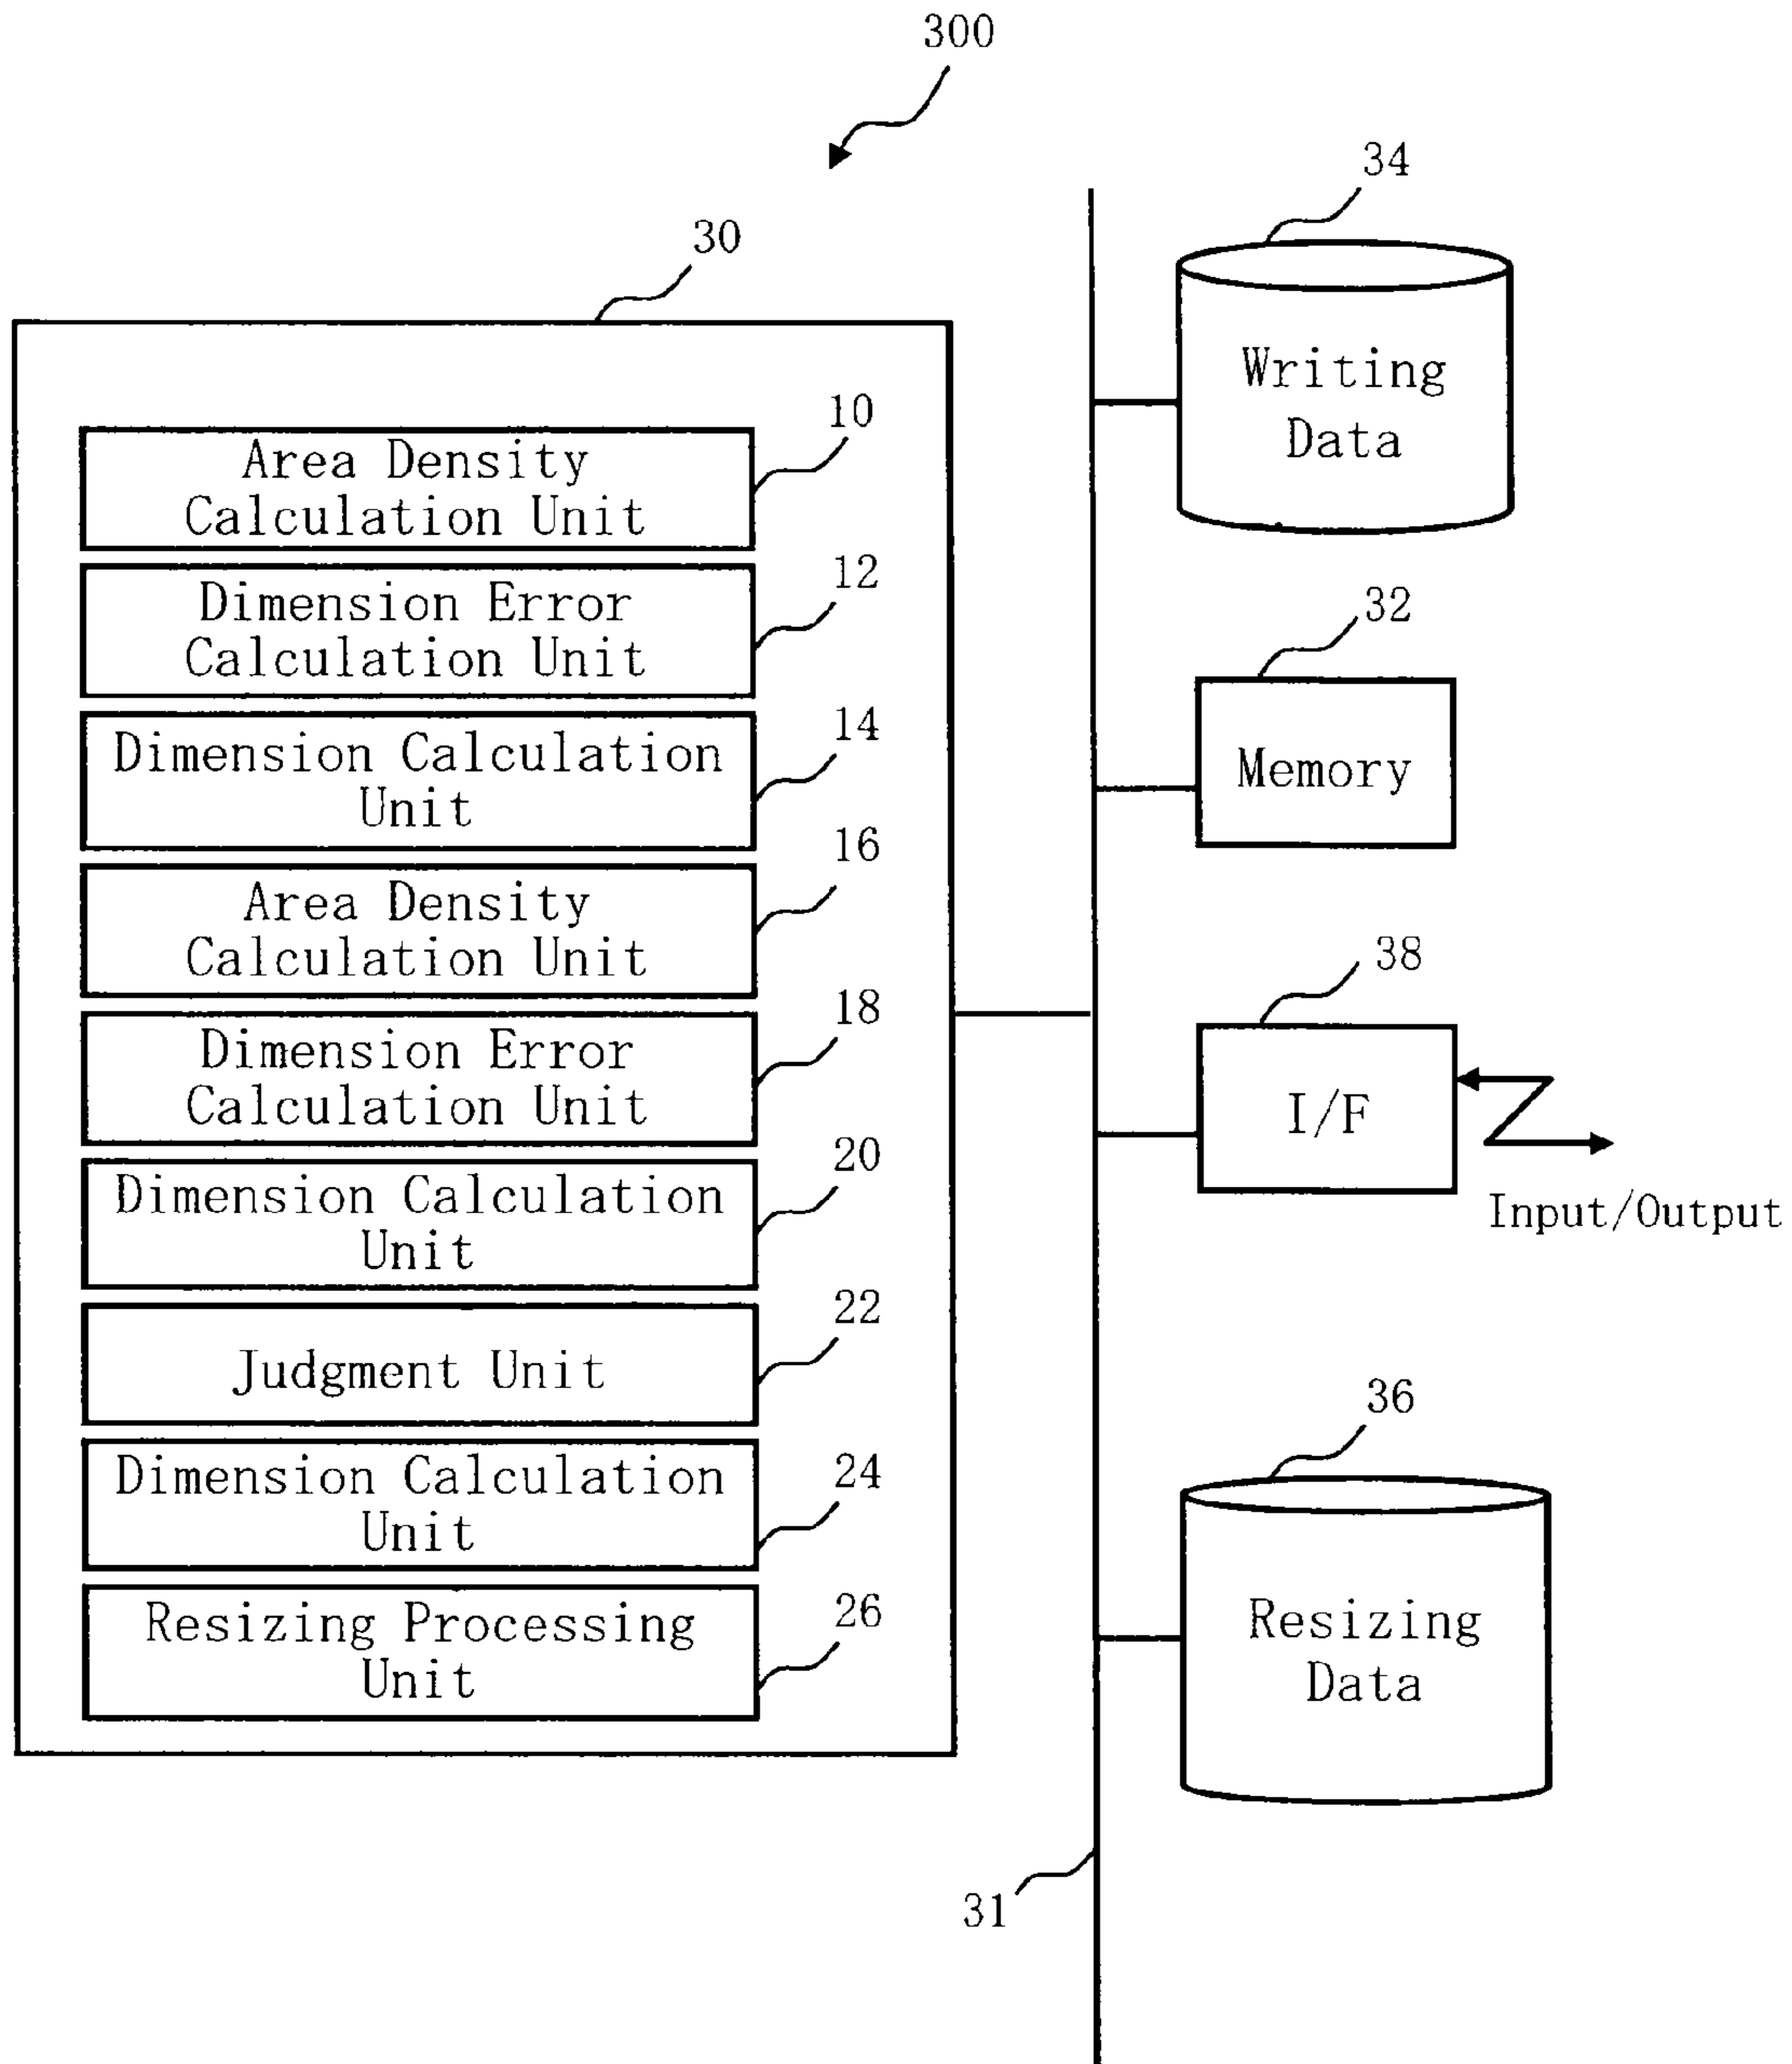 300
30
10
Area Density
Calculation Unit
12
Dimension Error
Calculation Unit
14
Dimension Calculation
Unit
16
Area Density
Calculation Unit
18
Dimension Error
Calculation Unit
20
Dimension Calculation
Unit
22
Judgment Unit
24
Dimension Calculation
Unit
26
Resizing Processing
Unit
34
Writing
Data
32
Memory
38
I/F
Input/Output
36
Resizing
Data
31